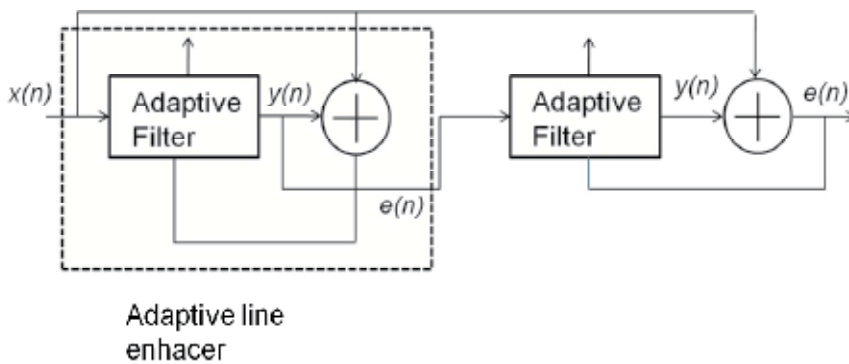 x(n)
Adaptive
Filter
y(n)
e(n)
Adaptive
Filter
y(n)
e(n)
Adaptive line
enhacer